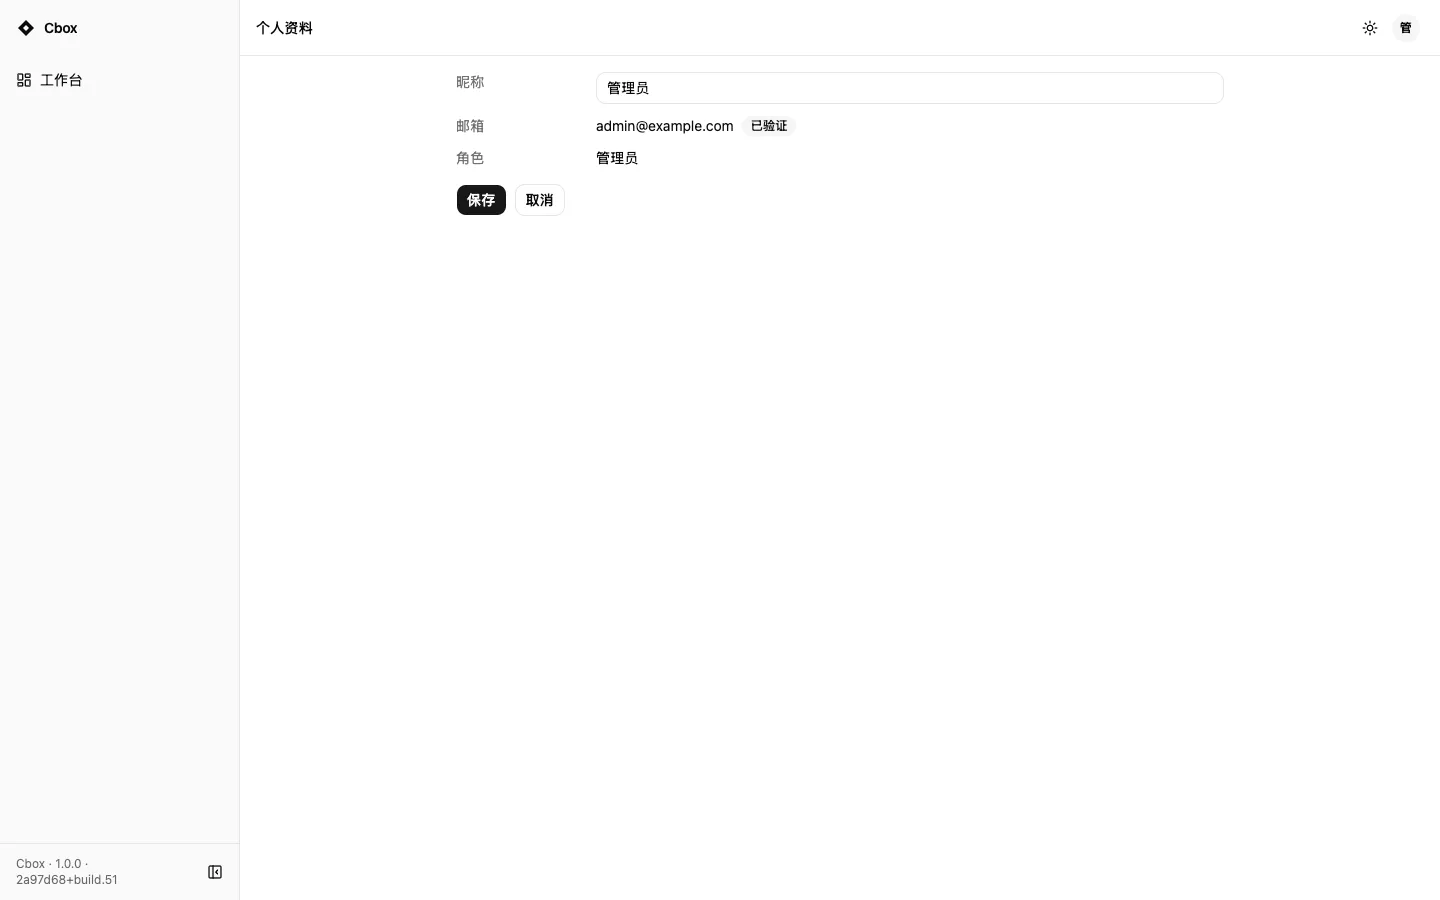 Cbox
工作台
个人资料
管
昵称
管理员
邮箱
admin@example.com 已验证
角色
管理员
保存 取消
Cbox · 1.0.0 ·
2a97d68+build.51